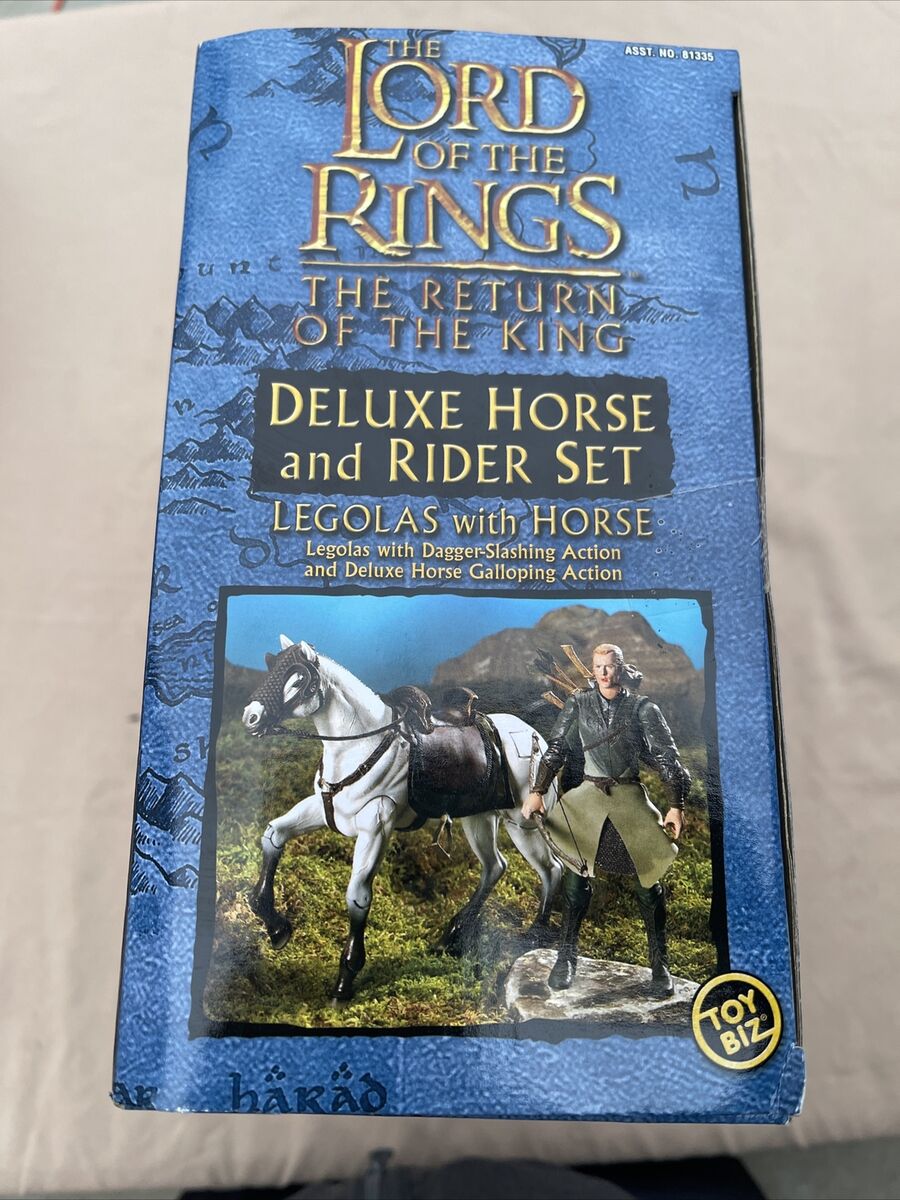 ASST. NO. 81335
THE
LORD
OF THE
RINGS
THE RETURN
OF THE KING
DELUXE HORSE
and RIDER SET
LEGOLAS with HORSE
Legolas with Dagger-Slashing Action
and Deluxe Horse Galloping Action
TOY
BIZ®
härad